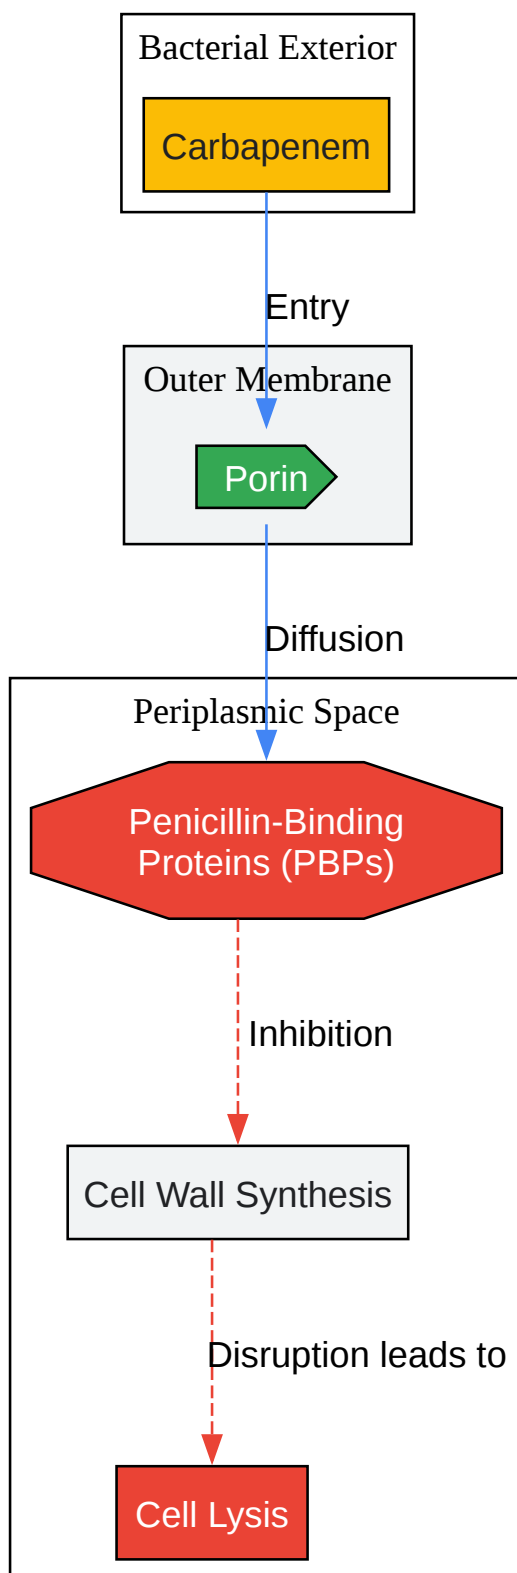 Bacterial Exterior
Carbapenem
Entry
Outer Membrane
Porin
Diffusion
Periplasmic Space
Penicillin-Binding
Proteins (PBPs)
Inhibition
Cell Wall Synthesis
Disruption leads to
Cell Lysis